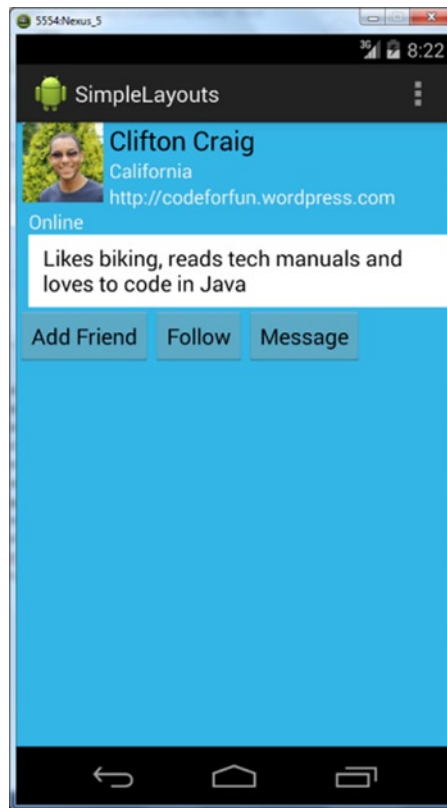 5554:Nexus_5
3G 8:22
SimpleLayouts
Clifton Craig
California
http://codeforfun.wordpress.com
Online
Likes biking, reads tech manuals and
loves to code in Java
Add Friend Follow Message